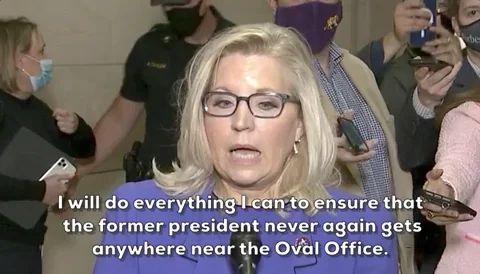 I will do everything I can to ensure that
the former president never again gets
anywhere near the Oval Office.